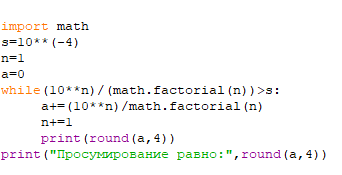 import math
s=10**(-4)
n=1
a=0
while(10**n)/(math.factorial(n))>s:
     a+=(10**n)/math.factorial(n)
     n+=1
     print(round(a,4))
print("Просумирование равно:",round(a,4))